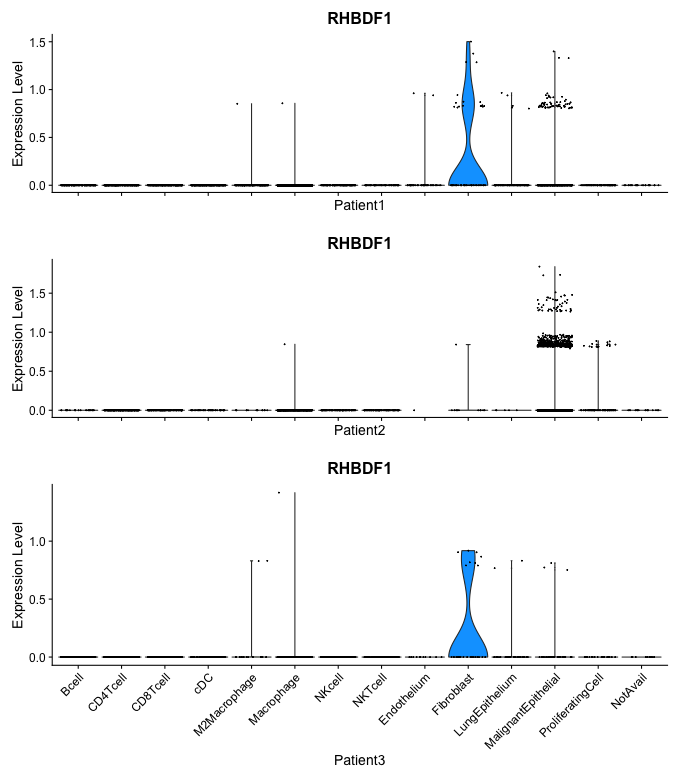 RHBDF1
Expression Level
1.5
1.0
0.5
0.0
Patient1
RHBDF1
Expression Level
1.5
1.0
0.5
0.0
Patient2
RHBDF1
Expression Level
1.0
0.5
0.0
Bcell
CD4Tcell
CD8Tcell
cDC
M2Macrophage
Macrophage
NKcell
NKTcell
Endothelium
Fibroblast
LungEpithelium
MalignantEpithelial
ProliferatingCell
NotAvail
Patient3